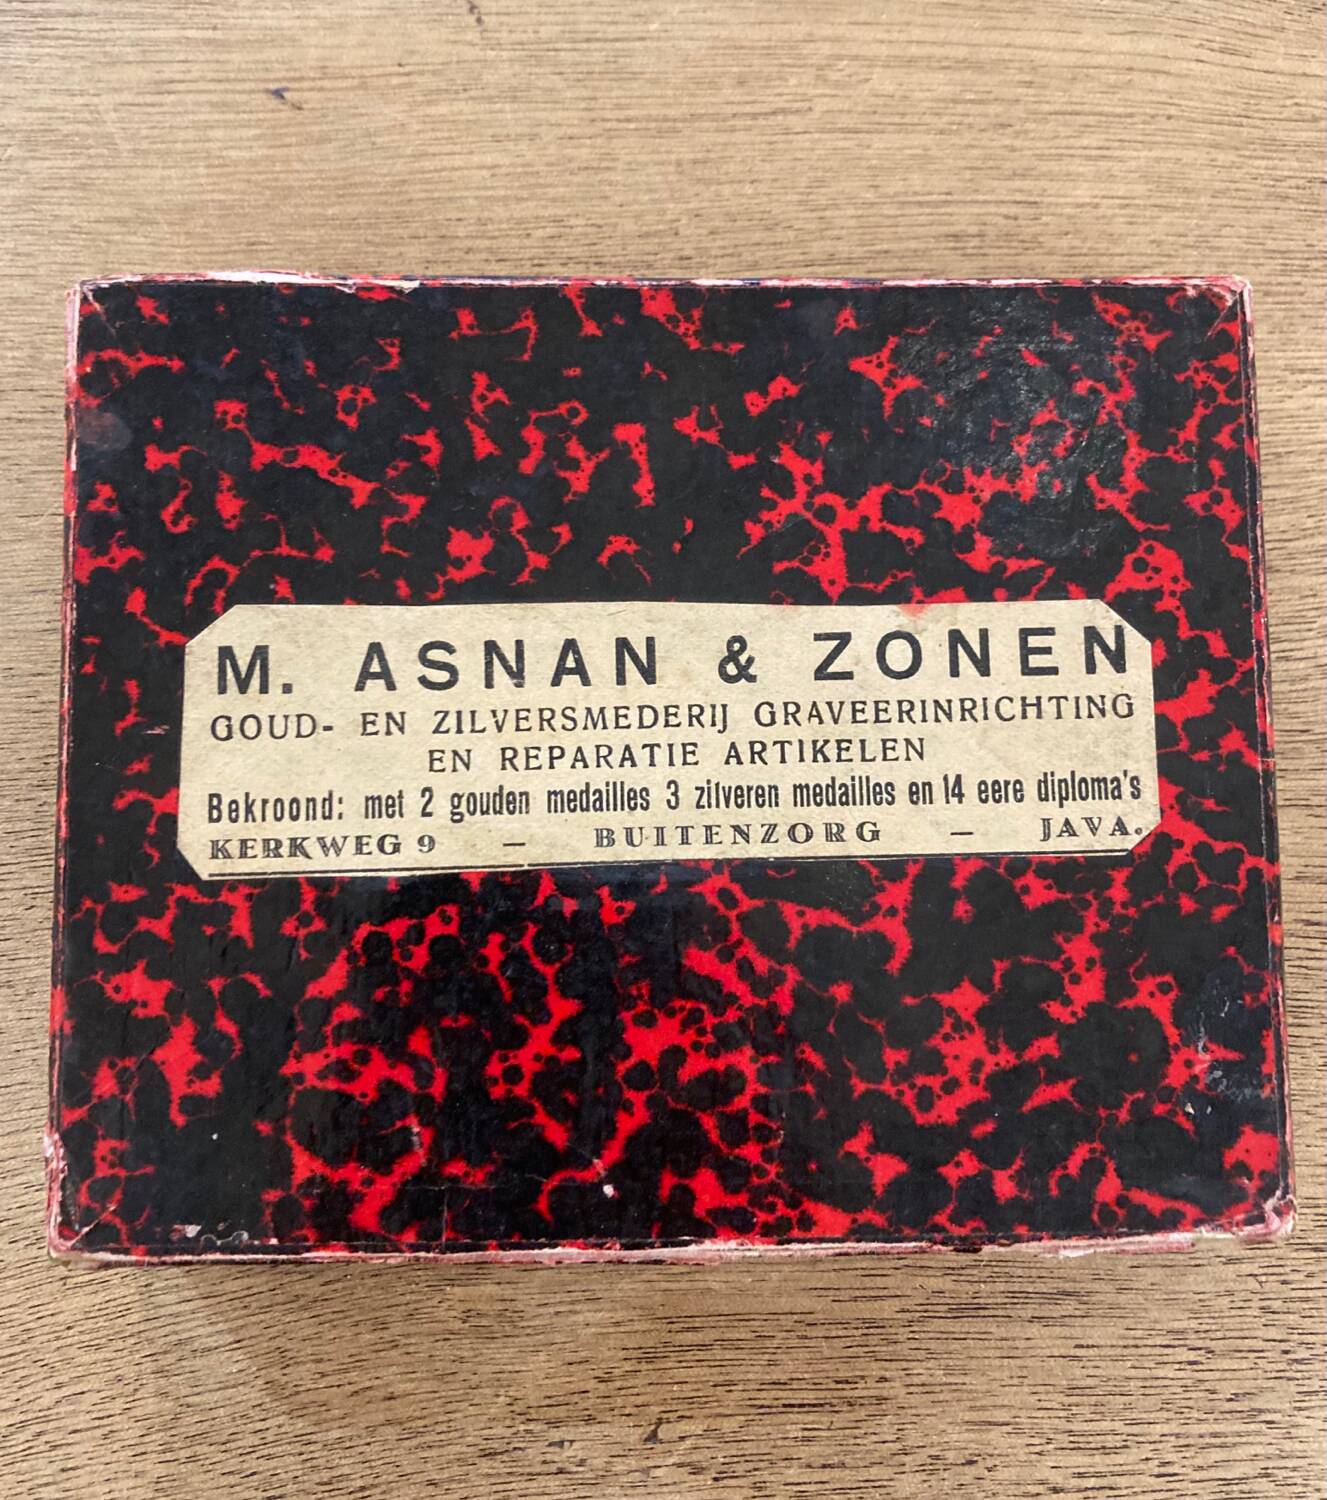 M. ASNAN & ZONEN
GOUD- EN ZILVERSMEDERIJ GRAVEERINRICHTING
EN REPARATIE ARTIKELEN
Bekroond: met 2 gouden medailles 3 zilveren medailles en 14 eere diploma's
KERKWEG 9 — BUITENZORG — JAVA.